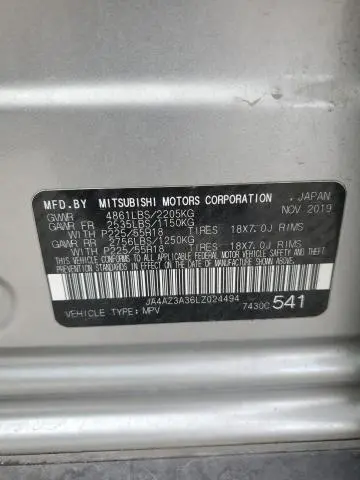 MFD.BY MITSUBISHI MOTORS CORPORATION , JAPAN
GVWR 4861LBS/2205KG NOV 2019
GAWR FR 2535LBS/1150KG
WITH P225/55R18 TIRES 18X7.0J RIMS
GAWR RR 2756LBS/1250KG
WITH P225/55R18 TIRES 18X7.0J RIMS
THIS VEHICLE CONFORMS TO ALL APPLICABLE
FEDERAL MOTOR VEHICLE SAFETY AND THEFT
PREVENTION STANDARDS IN EFFECT ON THE DATE
OF MANUFACTURE SHOWN ABOVE.
JA4AZ3A36LZ024494
VEHICLE TYPE: MPV 7430C 541